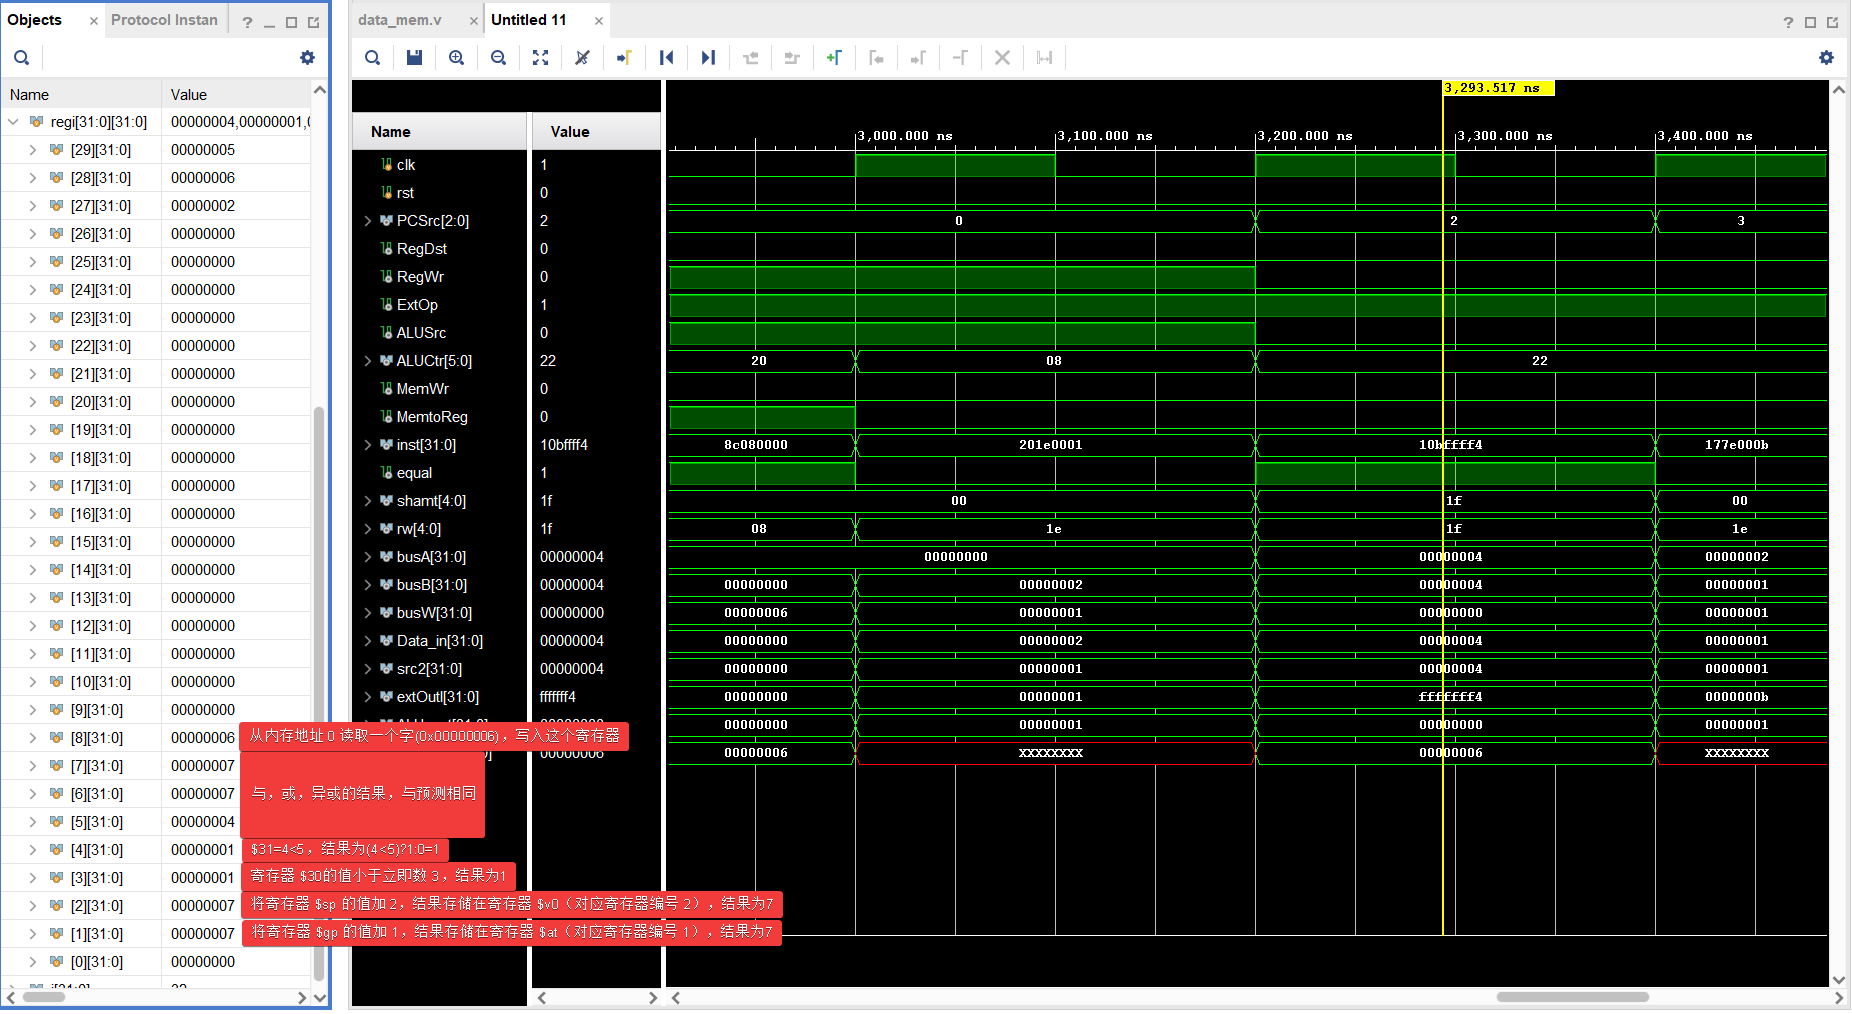 Objects
Protocol Instan
data_mem.v
Untitled 11
Name Value
regi[31:0][31:0] 00000004,00000001,0
[29][31:0] 00000005
[28][31:0] 00000006
[27][31:0] 00000002
[26][31:0] 00000000
[25][31:0] 00000000
[24][31:0] 00000000
[23][31:0] 00000000
[22][31:0] 00000000
[21][31:0] 00000000
[20][31:0] 00000000
[19][31:0] 00000000
[18][31:0] 00000000
[17][31:0] 00000000
[16][31:0] 00000000
[15][31:0] 00000000
[14][31:0] 00000000
[13][31:0] 00000000
[12][31:0] 00000000
[11][31:0] 00000000
[10][31:0] 00000000
[9][31:0] 00000000
[8][31:0] 00000006
[7][31:0] 00000007
[6][31:0] 00000007
[5][31:0] 00000004
[4][31:0] 00000001
[3][31:0] 00000001
[2][31:0] 00000007
[1][31:0] 00000007
[0][31:0] 00000000
从内存地址 0 读取一个字(0x00000006)，写入这个寄存器
与，或，异或的结果，与预测相同
$31=4<5，结果为(4<5)?1:0=1
寄存器 $30的值小于立即数 3，结果为1
将寄存器 $sp 的值加 2，结果存储在寄存器 $v0（对应寄存器编号 2），结果为7
将寄存器 $gp 的值加 1，结果存储在寄存器 $at（对应寄存器编号 1），结果为7
3,293.517 ns
Name Value
3,000.000 ns 3,100.000 ns 3,200.000 ns 3,300.000 ns 3,400.000 ns
clk 1
rst 0
PCSrc[2:0] 2 0 2 3
RegDst 0
RegWr 0
ExtOp 1
ALUSrc 0
ALUCtr[5:0] 22 20 08 22
MemWr 0
MemtoReg 0
inst[31:0] 10bffff4 8c080000 201e0001 10bffff4 177e000b
equal 1
shamt[4:0] 1f 00 1f 00
rw[4:0] 1f 08 1e 1f 1e
busA[31:0] 00000004 00000000 00000004 00000002
busB[31:0] 00000004 00000000 00000002 00000004 00000001
busW[31:0] 00000000 00000006 00000001 00000000 00000001
Data_in[31:0] 00000004 00000000 00000002 00000004 00000001
src2[31:0] 00000004 00000000 00000001 00000004 00000001
extOutI[31:0] fffffff4 00000000 00000001 fffffff4 0000000b
00000000 00000001 00000000 00000001
00000006 00000006 XXXXXXXX 00000006 XXXXXXXX